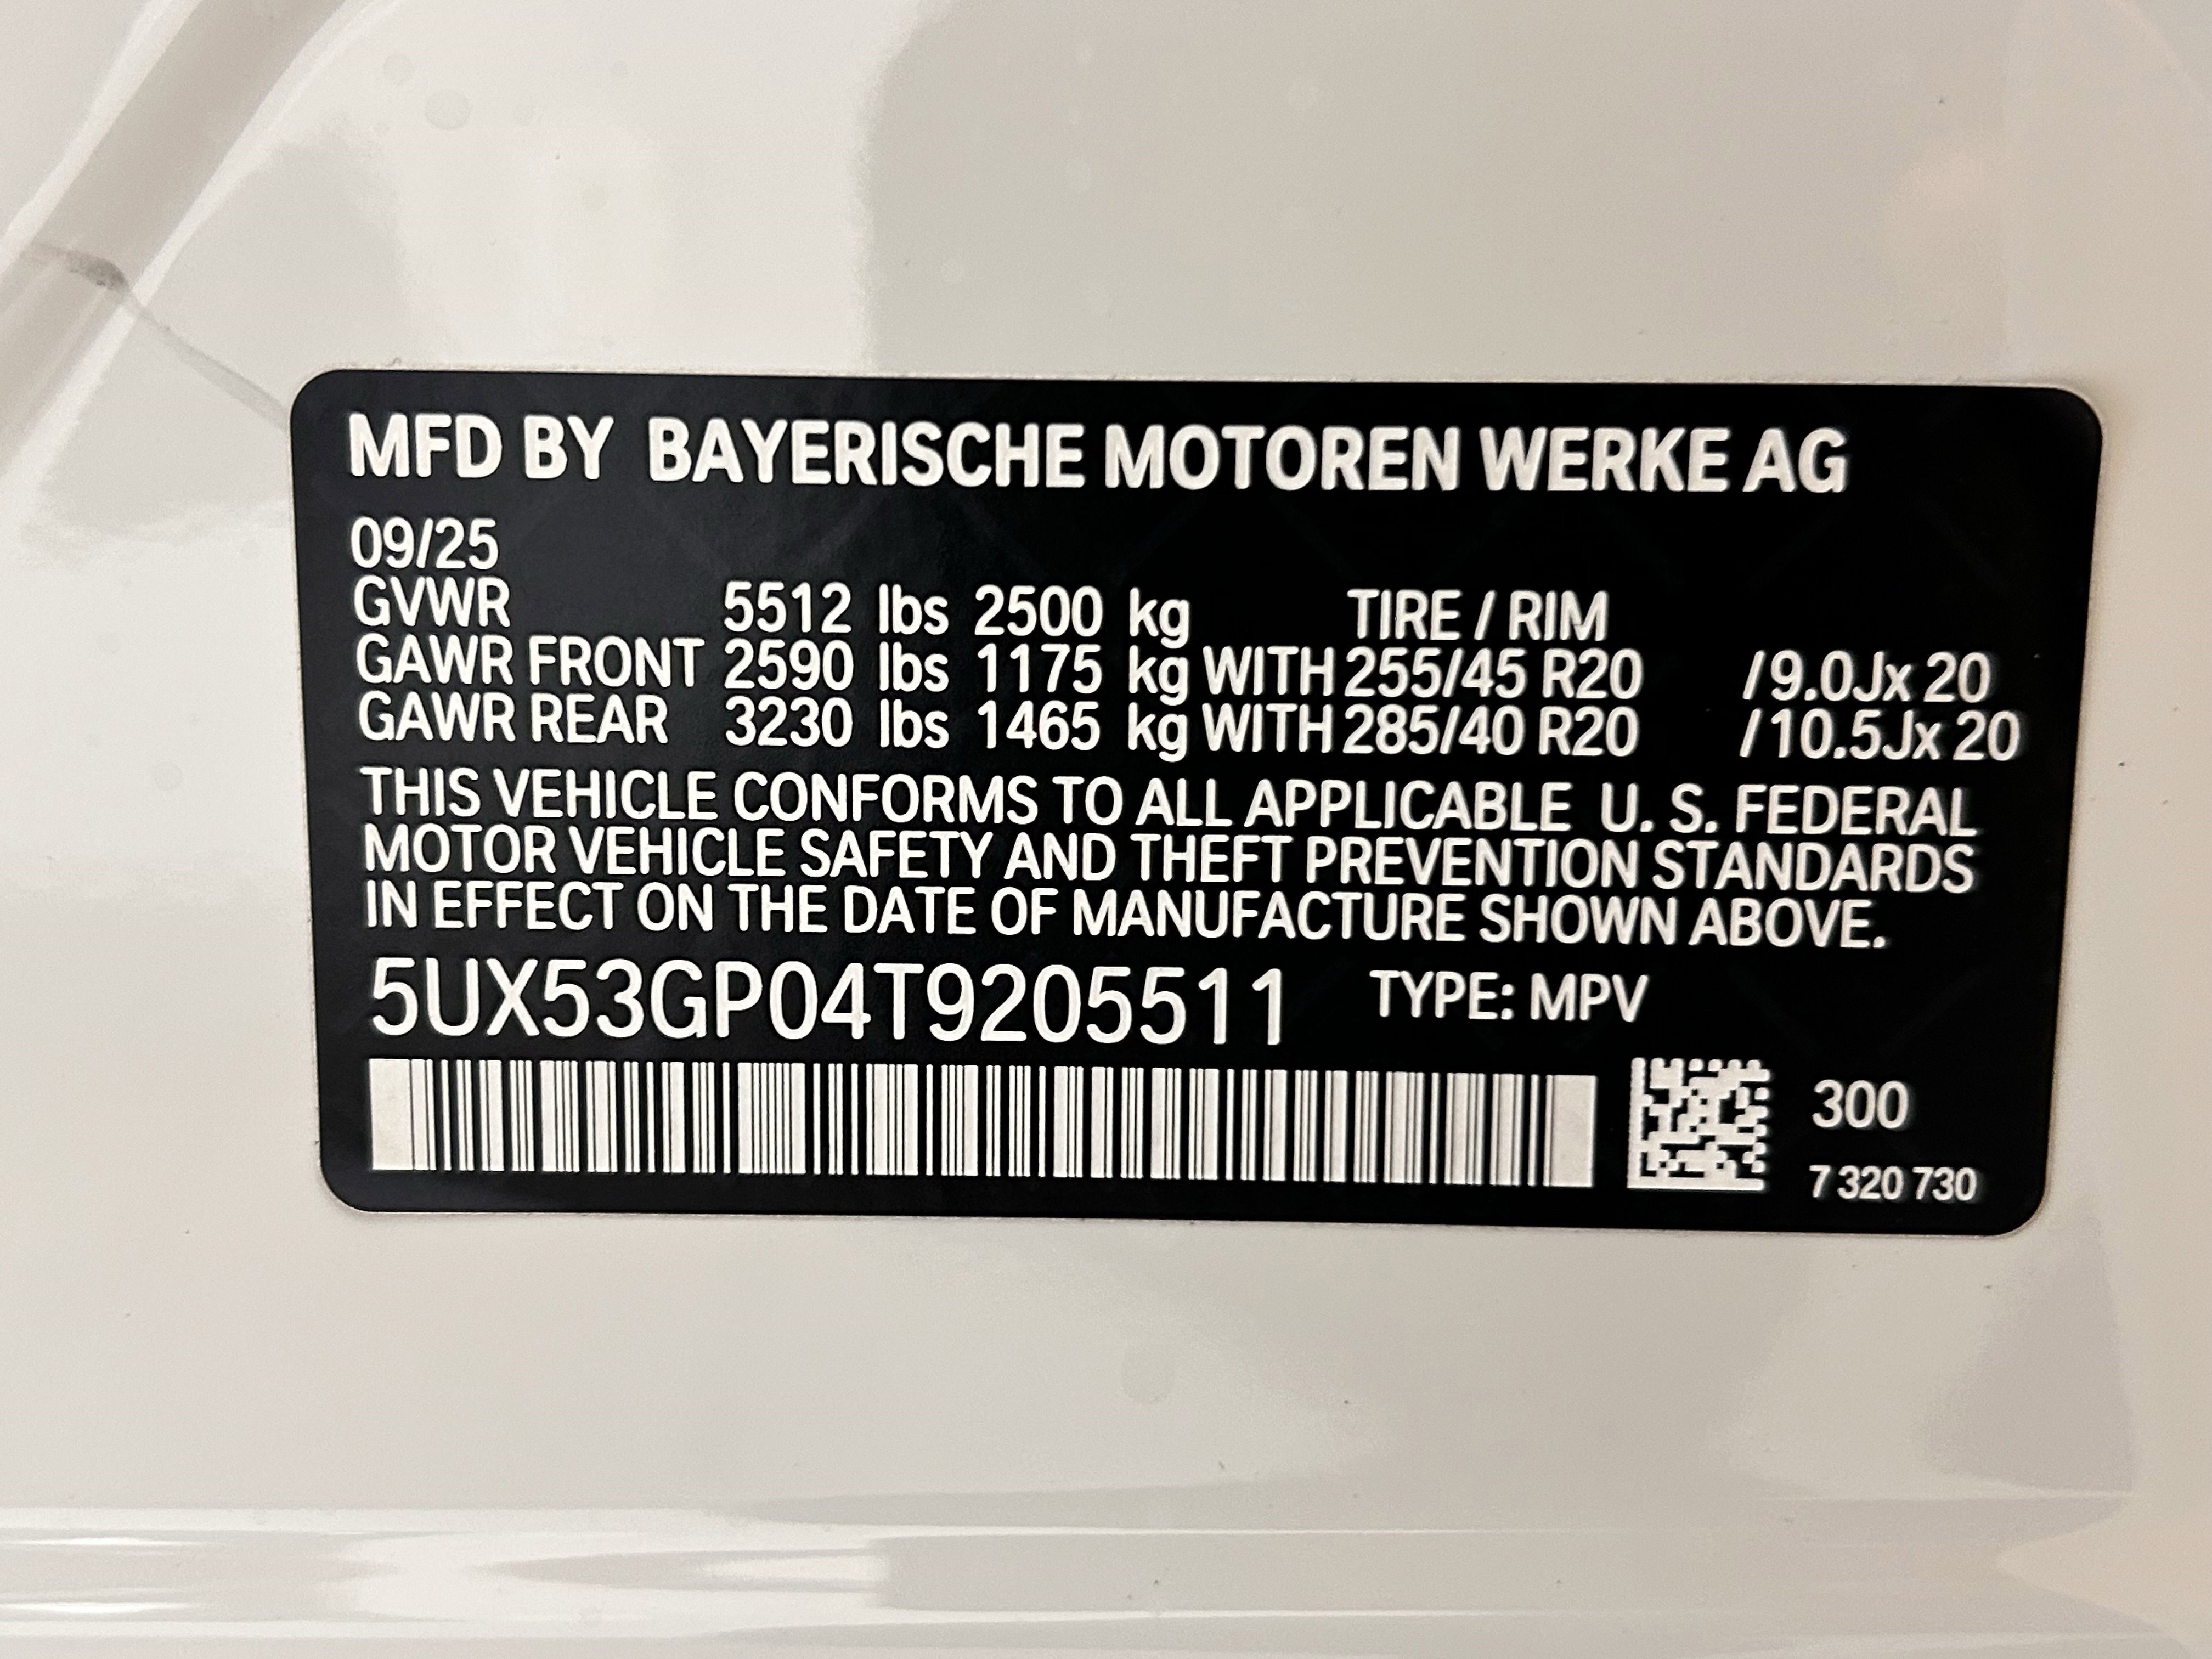 MFD BY BAYERISCHE MOTOREN WERKE AG
09/25
GVWR 5512 lbs 2500 kg TIRE / RIM
GAWR FRONT 2590 lbs 1175 kg WITH 255/45 R20 /9.0Jx 20
GAWR REAR 3230 lbs 1465 kg WITH 285/40 R20 /10.5Jx 20
THIS VEHICLE CONFORMS TO ALL APPLICABLE U. S. FEDERAL
MOTOR VEHICLE SAFETY AND THEFT PREVENTION STANDARDS
IN EFFECT ON THE DATE OF MANUFACTURE SHOWN ABOVE.
5UX53GP04T9205511 TYPE: MPV
300
7 320 730